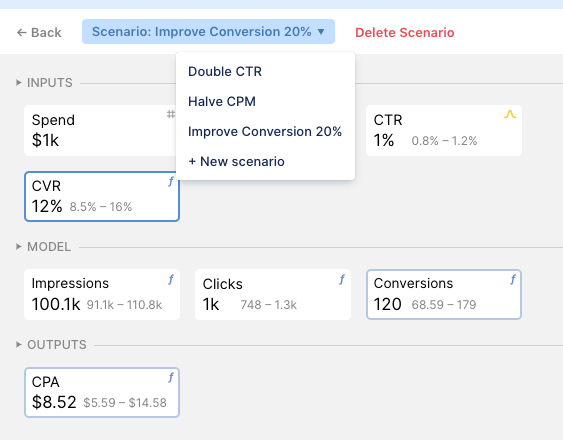 ← Back
Scenario: Improve Conversion 20% ▼
Delete Scenario
Double CTR
Halve CPM
Improve Conversion 20%
+ New scenario
▸ INPUTS
Spend #
$1k
CTR
1% 0.8% – 1.2%
CVR ƒ
12% 8.5% – 16%
▸ MODEL
Impressions ƒ
100.1k 91.1k – 110.8k
Clicks ƒ
1k 748 – 1.3k
Conversions ƒ
120 68.59 – 179
▸ OUTPUTS
CPA ƒ
$8.52 $5.59 – $14.58